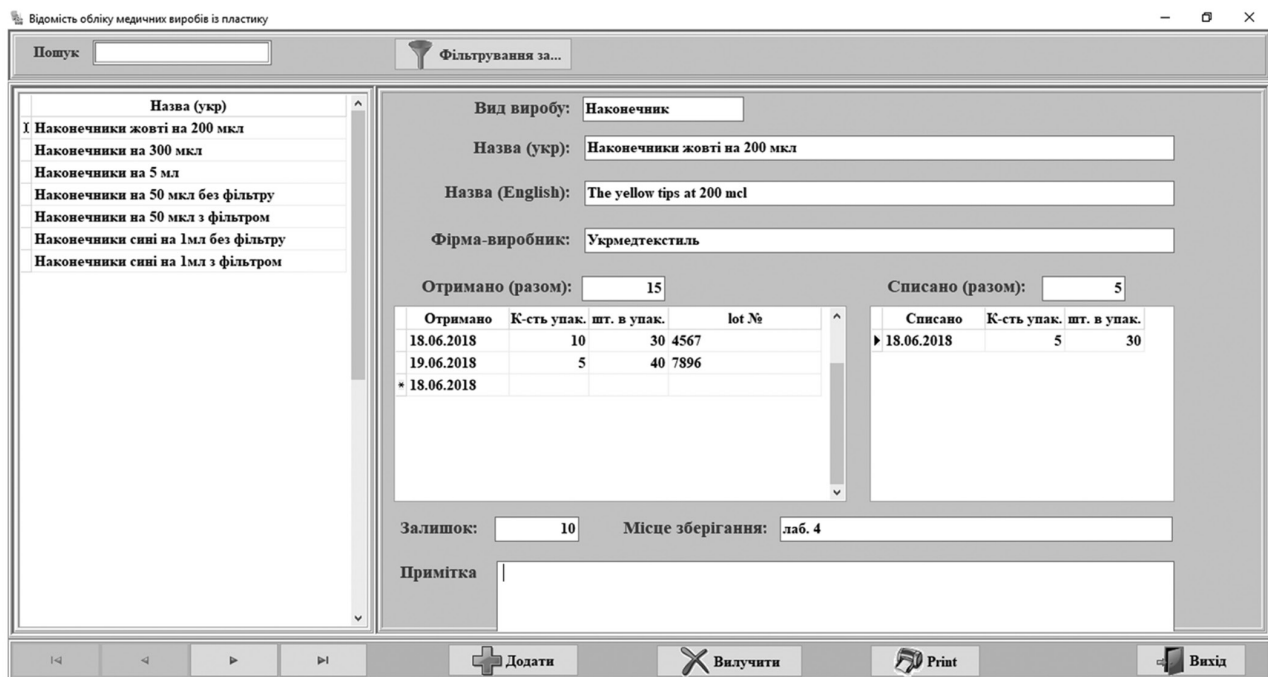 Відомість обліку медичних виробів із пластику
Пошук
Фільтрування за...
Назва (укр)
Наконечники жовті на 200 мкл
Наконечники на 300 мкл
Наконечники на 5 мл
Наконечники на 50 мкл без фільтру
Наконечники на 50 мкл з фільтром
Наконечники сині на 1мл без фільтру
Наконечники сині на 1мл з фільтром
Вид виробу: Наконечник
Назва (укр): Наконечники жовті на 200 мкл
Назва (English): The yellow tips at 200 mcl
Фірма-виробник: Укрмедтекстиль
Отримано (разом): 15
Отримано К-сть упак. шт. в упак. lot №
18.06.2018 10 30 4567
19.06.2018 5 40 7896
* 18.06.2018
Списано (разом): 5
Списано К-сть упак. шт. в упак.
18.06.2018 5 30
Залишок: 10 Місце зберігання: лаб. 4
Примітка
Додати Вилучити Print Вихід